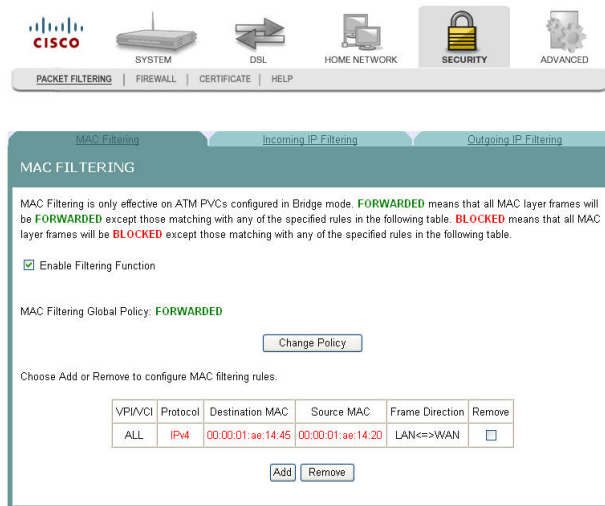 CISCO
SYSTEM
DSL
HOME NETWORK
SECURITY
ADVANCED
PACKET FILTERING | FIREWALL | CERTIFICATE | HELP
MAC Filtering
Incoming IP Filtering
Outgoing IP Filtering
MAC FILTERING
MAC Filtering is only effective on ATM PVCs configured in Bridge mode. FORWARDED means that all MAC layer frames will
be FORWARDED except those matching with any of the specified rules in the following table. BLOCKED means that all MAC
layer frames will be BLOCKED except those matching with any of the specified rules in the following table.
Enable Filtering Function
MAC Filtering Global Policy: FORWARDED
Change Policy
Choose Add or Remove to configure MAC filtering rules.
VPI/VCI Protocol Destination MAC Source MAC Frame Direction Remove
ALL IPv4 00:00:01:ae:14:45 00:00:01:ae:14:20 LAN<=>WAN
Add Remove